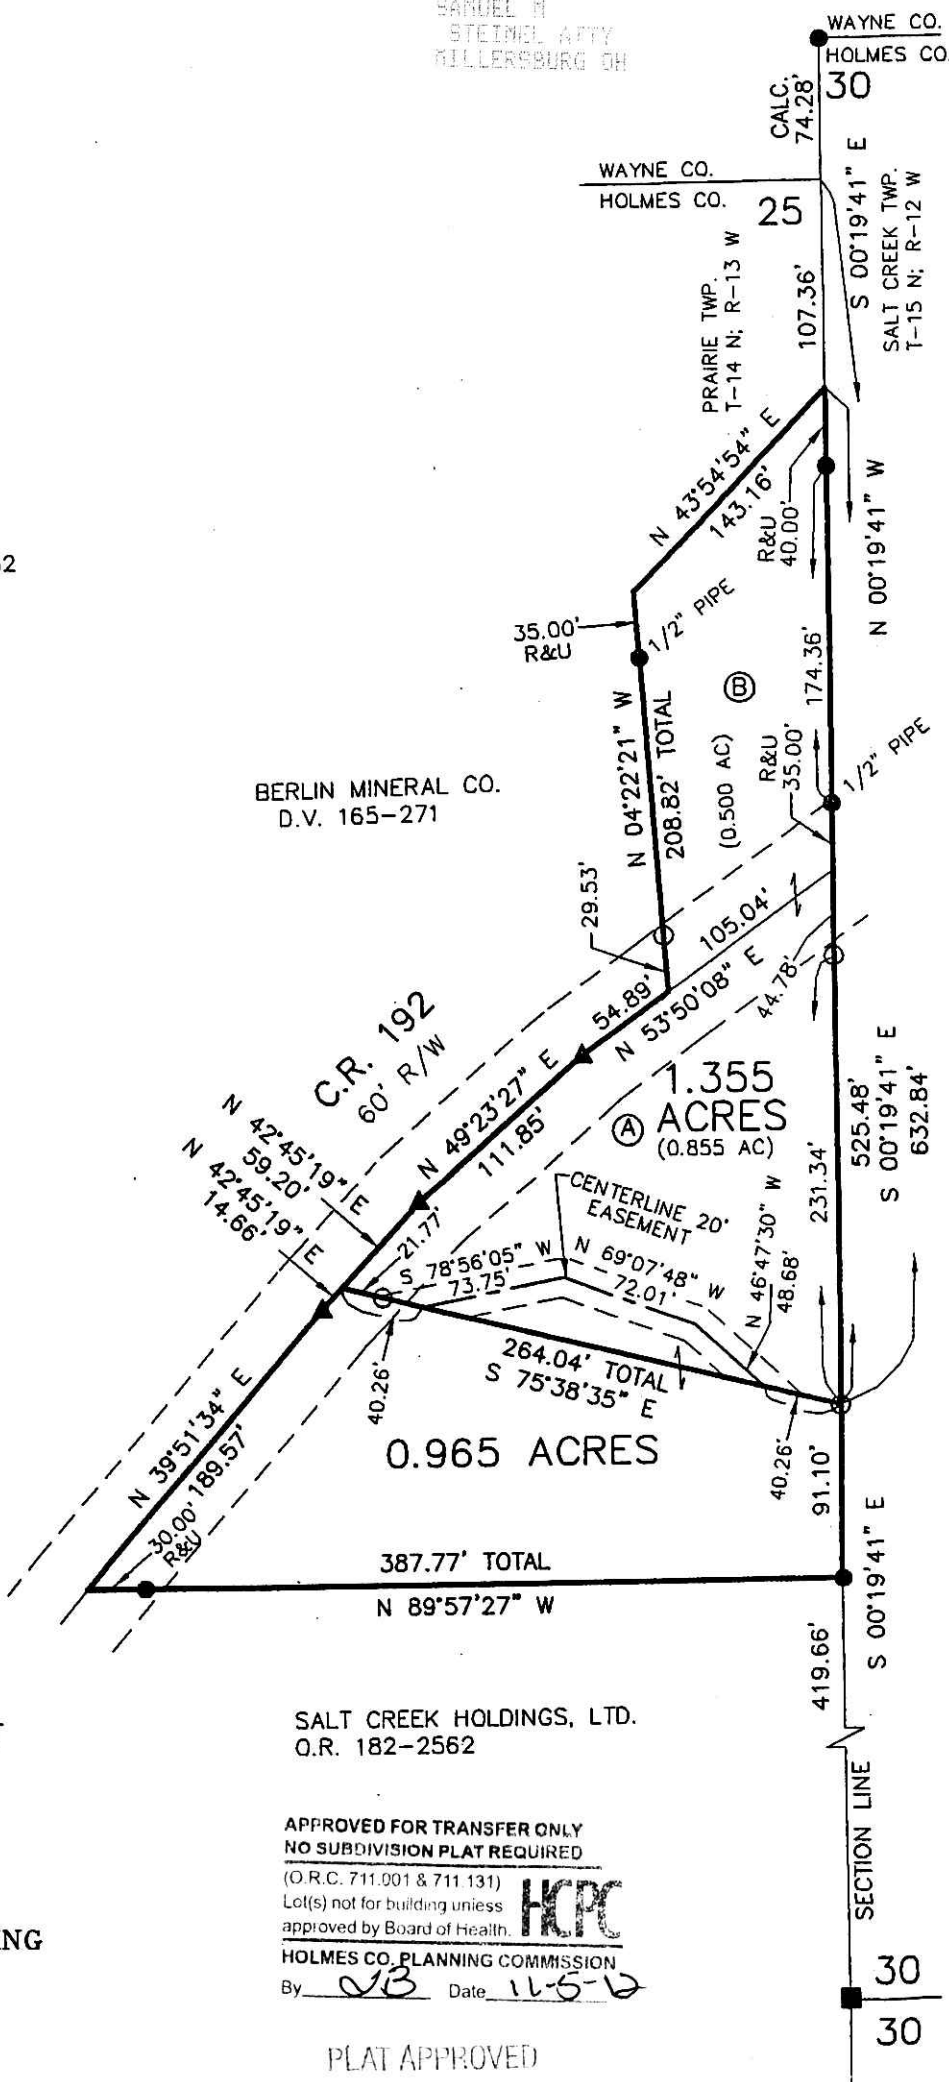 SAMUEL M
STEIMEL ATTY
MILLERSBURG OH
WAYNE CO.
HOLMES CO.
30
CALC.
74.28'
WAYNE CO.
HOLMES CO.
25
S 00°19'41" E
SALT CREEK TWP.
T-15 N; R-12 W
PRAIRIE TWP.
T-14 N; R-13 W
107.36'
N 43°54'54" E
143.16'
R&U
40.00'
N 00°19'41" W
62
35.00'
R&U
1/2" PIPE
174.36'
B
(0.500 AC)
R&U
35.00'
1/2" PIPE
N 04°22'21" W
208.82' TOTAL
BERLIN MINERAL CO.
D.V. 165-271
29.53'
105.04'
54.89'
N 53°50'08" E
44.78'
C.R. 192
60' R/W
N 49°23'27" E
111.85'
1.355
ACRES
A
(0.855 AC)
525.48'
S 00°19'41" E
632.84'
231.34'
N 42°45'19" E
59.20'
N 42°45'19" E
14.66'
21.77'
CENTERLINE 20'
EASEMENT
S 78°56'05" W
73.75'
N 69°07'48" W
72.01'
N 46°47'30" W
48.68'
264.04' TOTAL
S 75°38'35" E
40.26'
40.26'
0.965 ACRES
91.10"
N 39°51'34" E
189.57'
30.00'
R&U
387.77' TOTAL
N 89°57'27" W
S 00°19'41" E
419.66'
SALT CREEK HOLDINGS, LTD.
O.R. 182-2562
SECTION LINE
APPROVED FOR TRANSFER ONLY
NO SUBDIVISION PLAT REQUIRED
(O.R.C. 711.001 & 711.131)
Lot(s) not for building unless
approved by Board of Health.
HCPC
HOLMES CO. PLANNING COMMISSION
By JB Date 11-5-12
NG
30
30
PLAT APPROVED